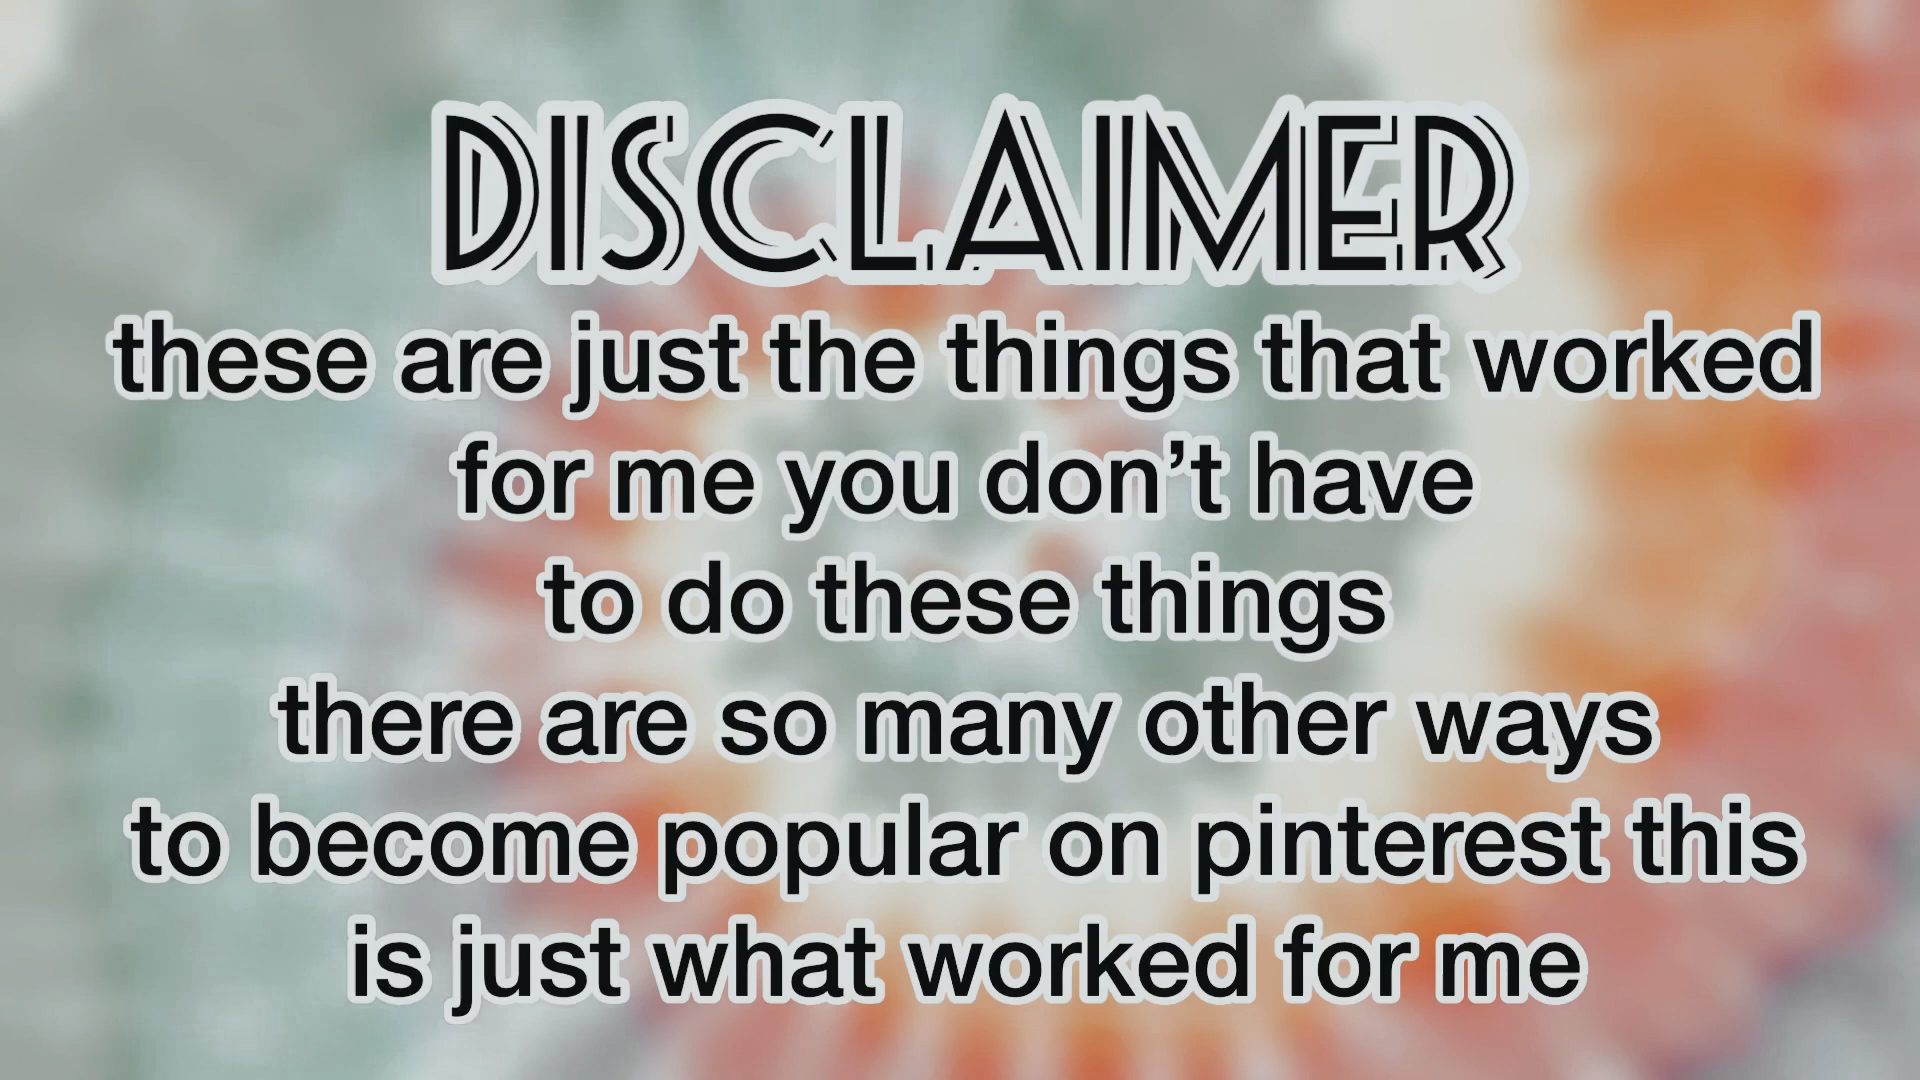 DISCLAIMER
these are just the things that worked
for me you don’t have
to do these things
there are so many other ways
to become popular on pinterest this
is just what worked for me